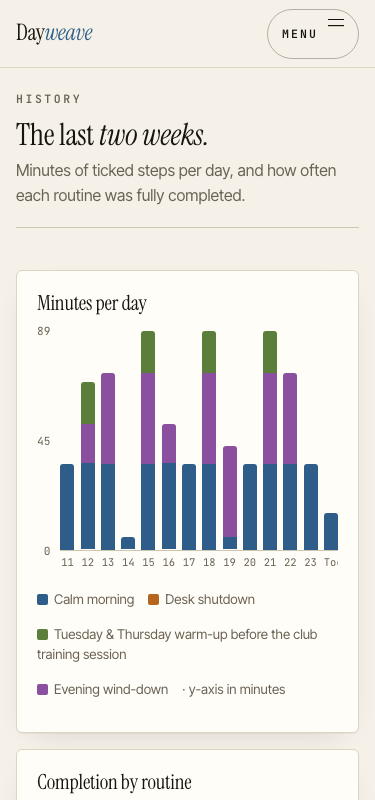 Dayweave
MENU
HISTORY
The last two weeks.
Minutes of ticked steps per day, and how often
each routine was fully completed.
Minutes per day
89
45
0
11 12 13 14 15 16 17 18 19 20 21 22 23
Calm morning Desk shutdown
Tuesday & Thursday warm-up before the club
training session
Evening wind-down · y-axis in minutes
Completion by routine